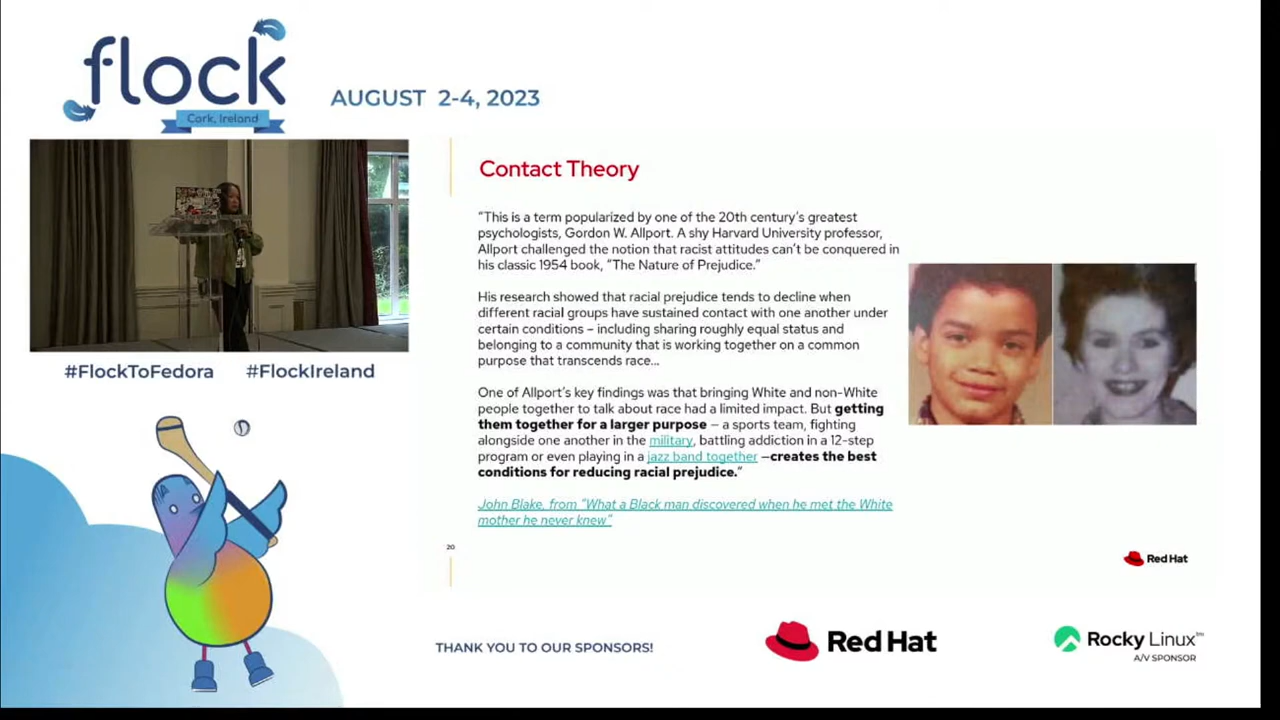 flock
Cork, Ireland
AUGUST 2-4, 2023
#FlockToFedora #FlockIreland
Contact Theory
“This is a term popularized by one of the 20th century’s greatest
psychologists, Gordon W. Allport. A shy Harvard University professor,
Allport challenged the notion that racist attitudes can’t be conquered in
his classic 1954 book, “The Nature of Prejudice.”
His research showed that racial prejudice tends to decline when
different racial groups have sustained contact with one another under
certain conditions – including sharing roughly equal status and
belonging to a community that is working together on a common
purpose that transcends race…
One of Allport’s key findings was that bringing White and non-White
people together to talk about race had a limited impact. But getting
them together for a larger purpose – a sports team, fighting
alongside one another in the military, battling addiction in a 12-step
program or even playing in a jazz band together –creates the best
conditions for reducing racial prejudice.”
John Blake, from “What a Black man discovered when he met the White
mother he never knew”
20
Red Hat
THANK YOU TO OUR SPONSORS!
Red Hat
Rocky Linux™
A/V SPONSOR